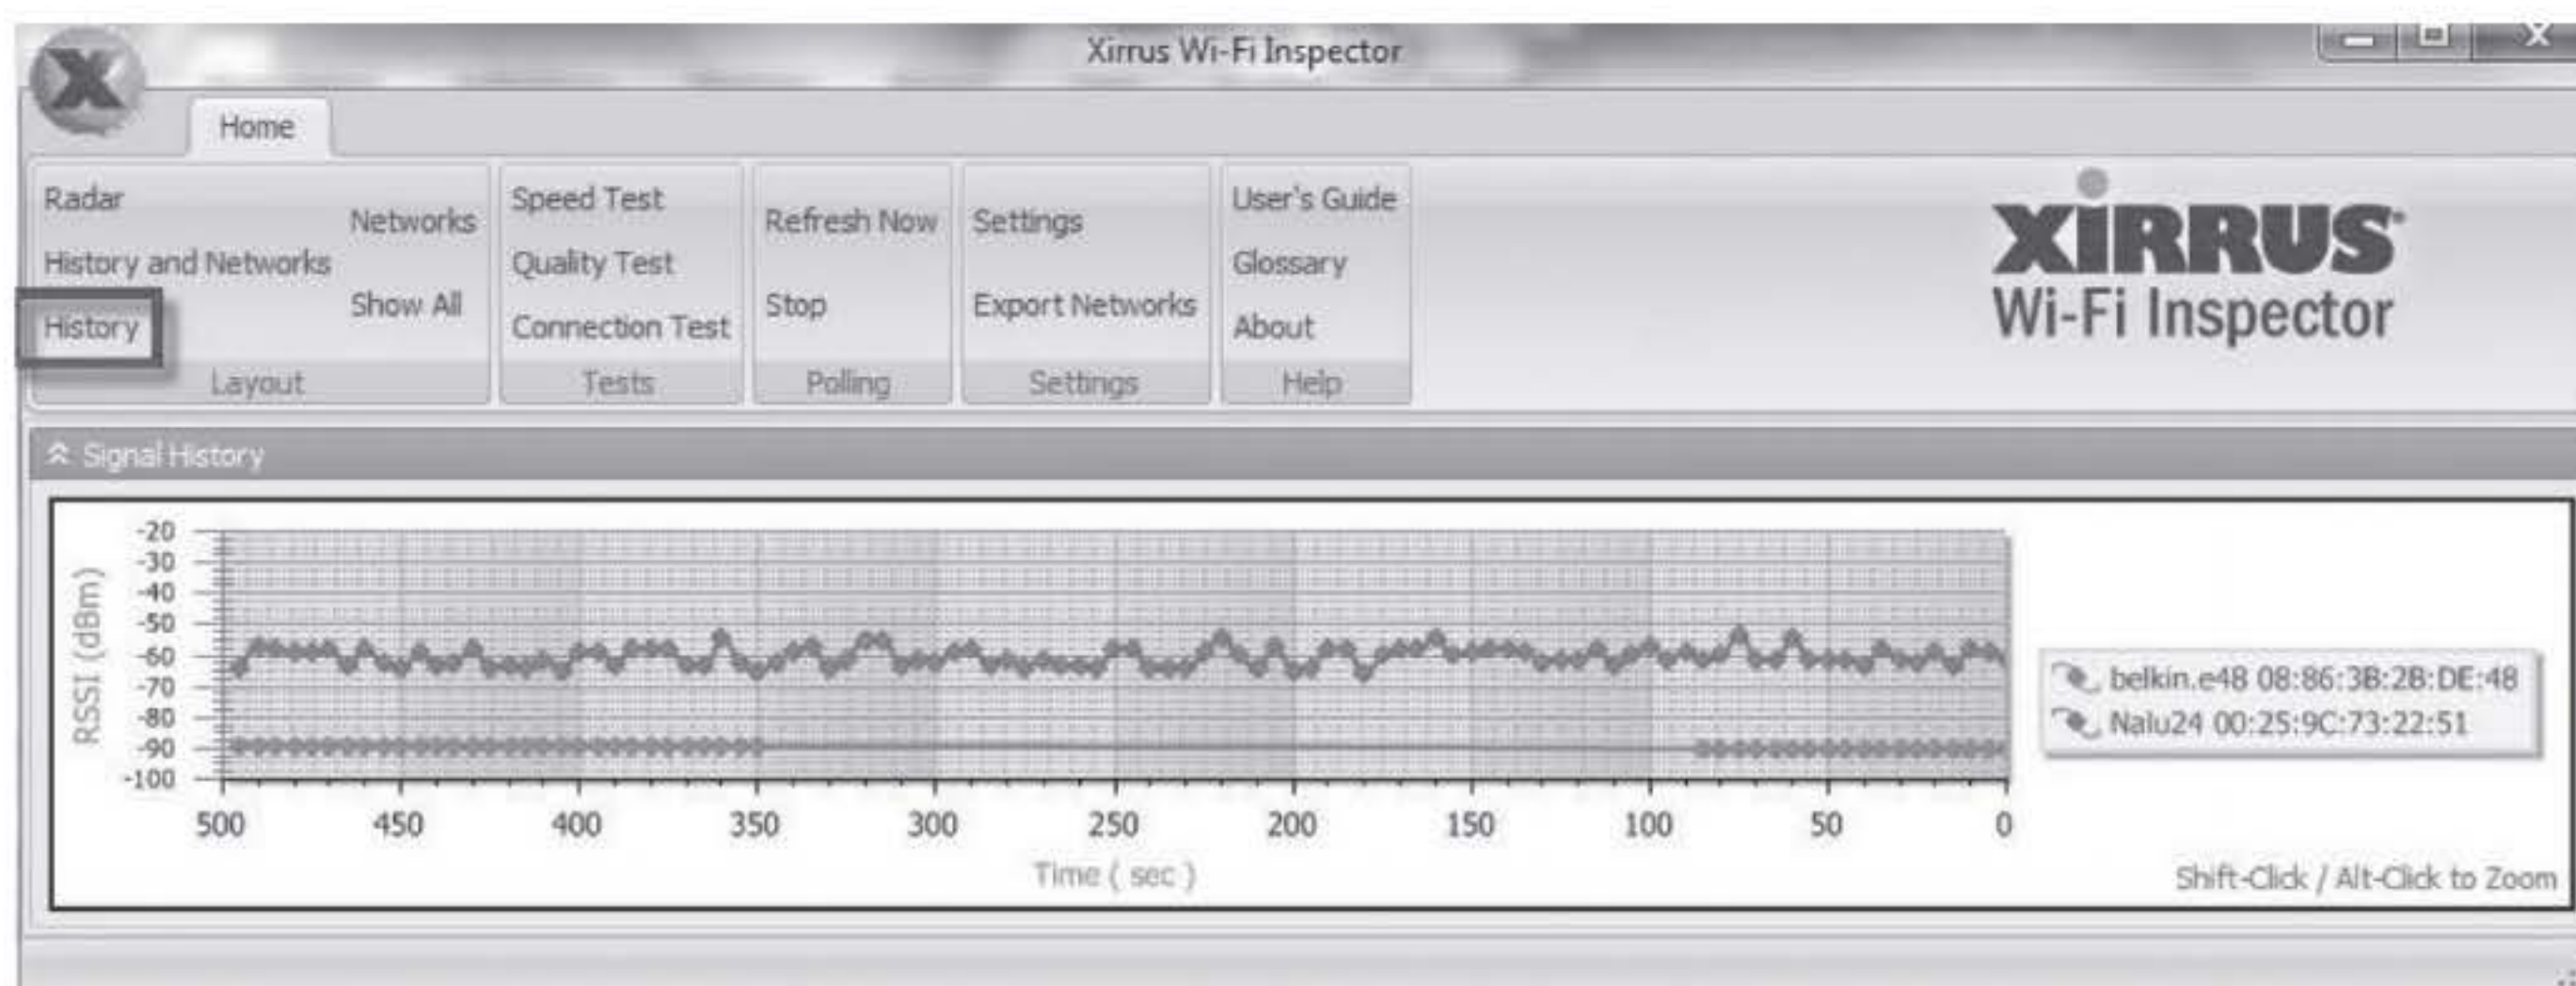 Xirrus Wi-Fi Inspector
Home
Radar
History and Networks
History
Networks
Show All
Layout
Speed Test
Quality Test
Connection Test
Tests
Refresh Now
Stop
Polling
Settings
Export Networks
Settings
User's Guide
Glossary
About
Help
XIRRUS
Wi-Fi Inspector
Signal History
RSSI (dBm)
-20
-30
-40
-50
-60
-70
-80
-90
-100
500 450 400 350 300 250 200 150 100 50 0
Time ( sec )
belkin.e48 08:86:3B:2B:DE:48
Nalu24 00:25:9C:73:22:51
Shift-Click / Alt-Click to Zoom